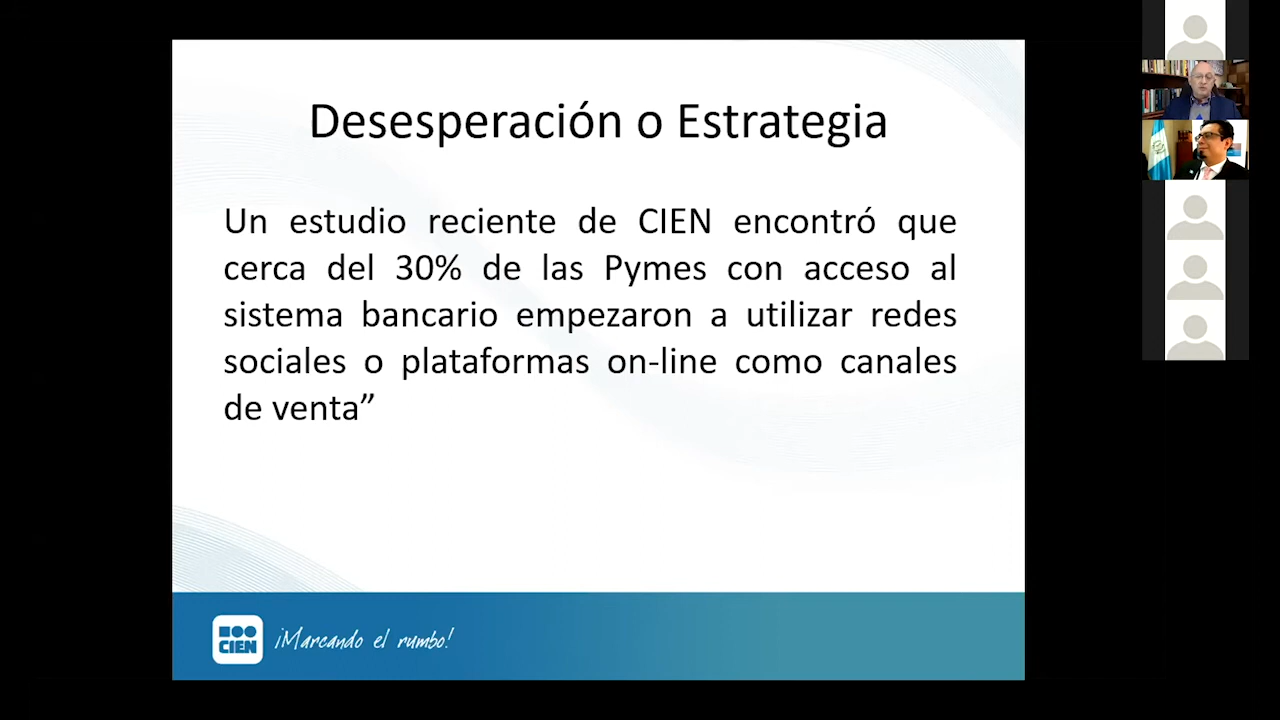 Desesperación o Estrategia
Un estudio reciente de CIEN encontró que
cerca del 30% de las Pymes con acceso al
sistema bancario empezaron a utilizar redes
sociales o plataformas on-line como canales
de venta”
CIEN
¡Marcando el rumbo!